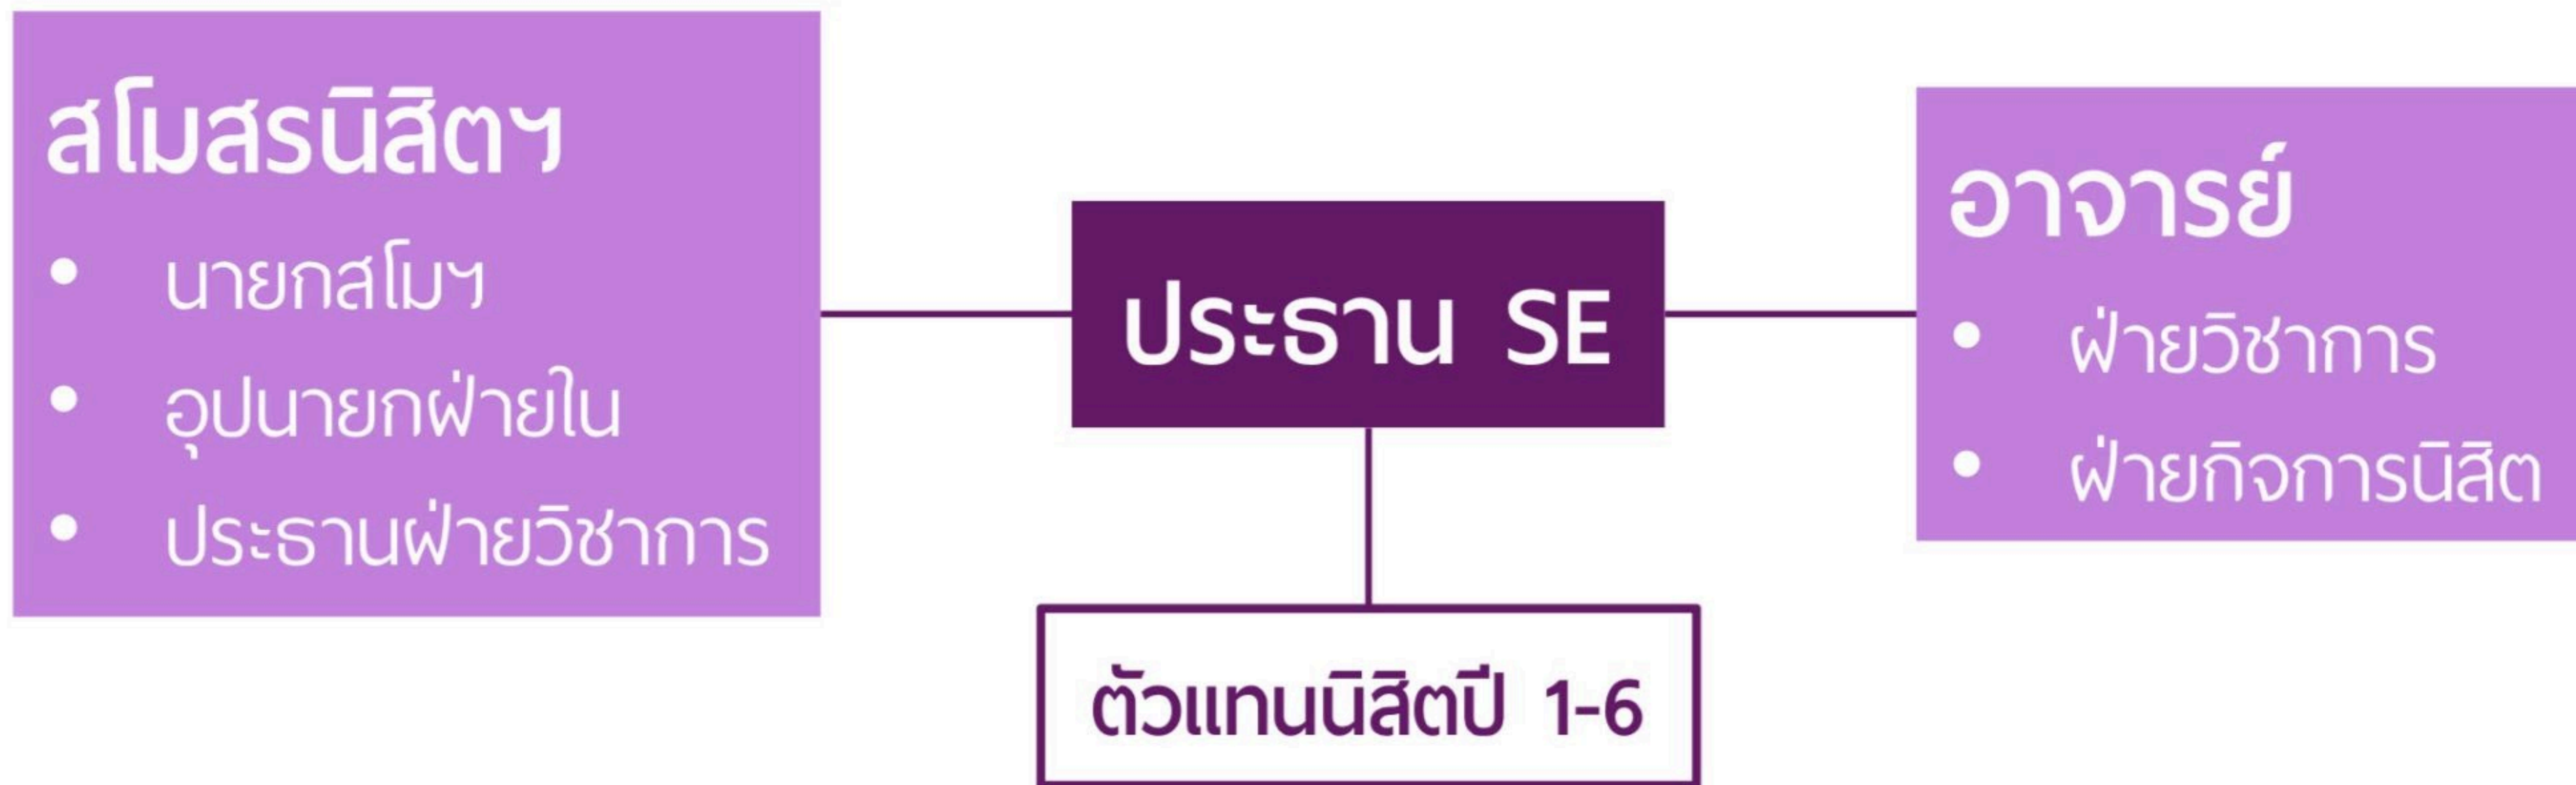 สโมสรนิสิตฯ
• นายกสโมฯ
• อุปนายกฝ่ายใน
• ประธานฝ่ายวิชาการ
ประธาน SE
อาจารย์
• ฝ่ายวิชาการ
• ฝ่ายกิจการนิสิต
ตัวแทนนิสิตปี 1-6